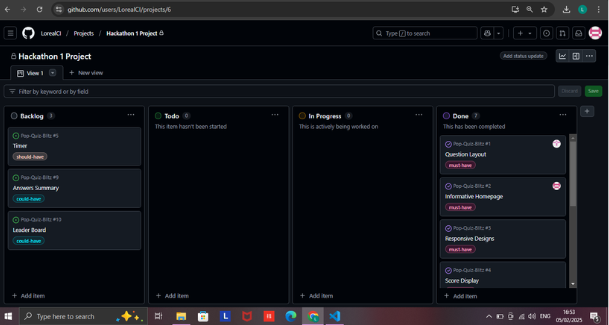 github.com/users/LorealCI/projects/6
LorealCI / Projects / Hackathon 1 Project
Type / to search
Hackathon 1 Project
Add status update
View 1
New view
Filter by keyword or by field
Discard
Save
Backlog 3
Pop-Quiz-Blitz #5
Timer
should-have
Pop-Quiz-Blitz #9
Answers Summary
could-have
Pop-Quiz-Blitz #10
Leader Board
could-have
Add item
Todo 0
This item hasn't been started
Add item
In Progress 0
This is actively being worked on
Add item
Done 7
This has been completed
Pop-Quiz-Blitz #1
Question Layout
must-have
Pop-Quiz-Blitz #2
Informative Homepage
must-have
Pop-Quiz-Blitz #3
Responsive Designs
must-have
Pop-Quiz-Blitz #4
Score Display
Add item
Type here to search
ENG
05/02/2025